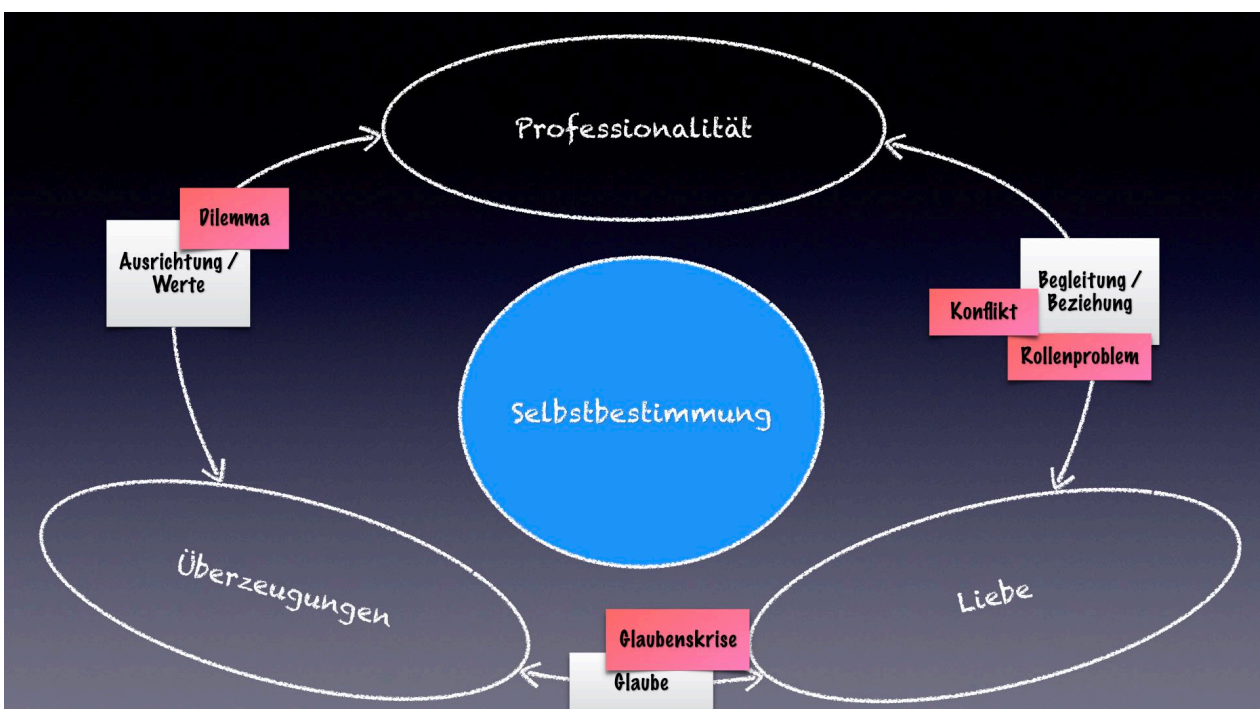 Professionalität
Dilemma
Ausrichtung /
Werte
Begleitung /
Beziehung
Konflikt
Rollenproblem
Selbstbestimmung
Überzeugungen
Liebe
Glaubenskrise
Glaube